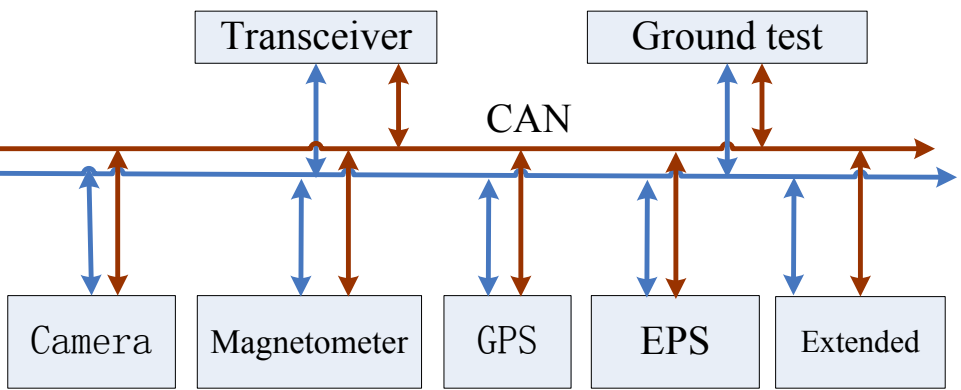 Transceiver
Ground test
CAN
Camera
Magnetometer
GPS
EPS
Extended